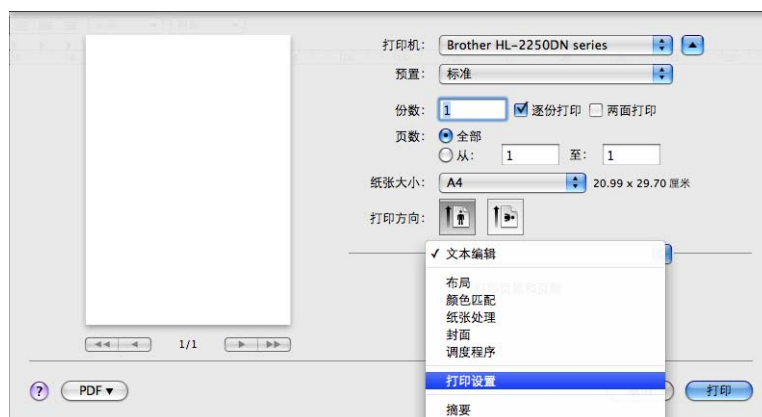 打印机: Brother HL-2250DN series
预置: 标准
份数: 1 逐份打印 两面打印
页数: 全部
从: 1 至: 1
纸张大小: A4 20.99 x 29.70 厘米
打印方向:
✓ 文本编辑
布局
颜色匹配
纸张处理
封面
调度程序
打印设置
摘要
1/1
? PDF▼ 打印